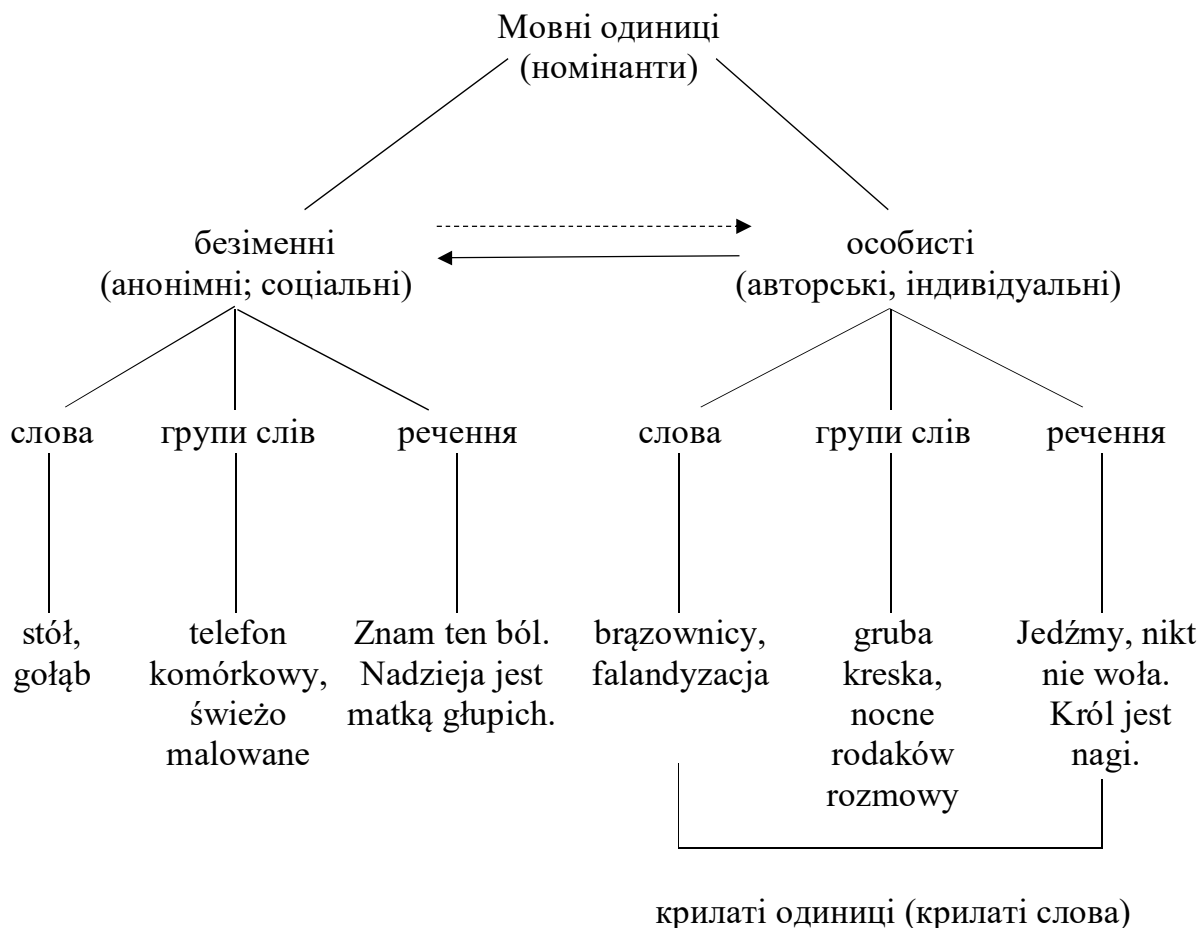 Мовні одиниці
(номінанти)
безіменні
(анонімні; соціальні)
особисті
(авторські, індивідуальні)
слова
групи слів
речення
слова
групи слів
речення
stół,
gołąb
telefon
komórkowy,
świeżo
malowane
Znam ten ból.
Nadzieja jest
matką głupich.
brązownicy,
falandyzacja
gruba
kreska,
nocne
rodaków
rozmowy
Jedźmy, nikt
nie woła.
Król jest
nagi.
крилаті одиниці (крилаті слова)